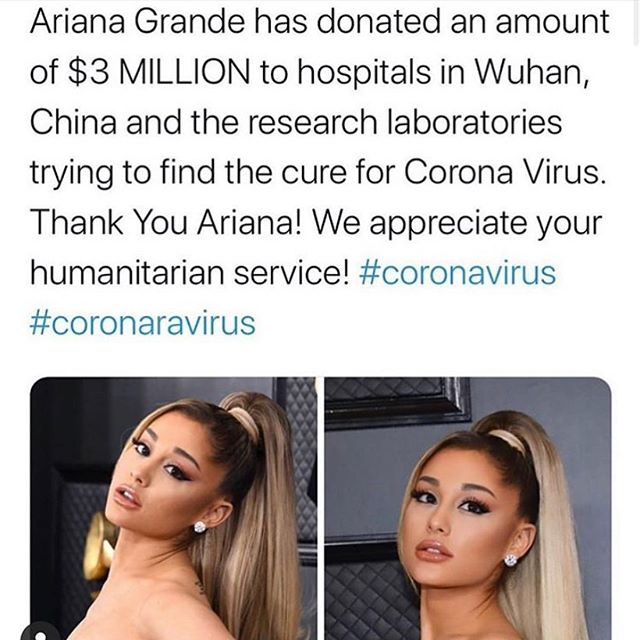 Ariana Grande has donated an amount
of $3 MILLION to hospitals in Wuhan,
China and the research laboratories
trying to find the cure for Corona Virus.
Thank You Ariana! We appreciate your
humanitarian service! #coronavirus
#coronaravirus